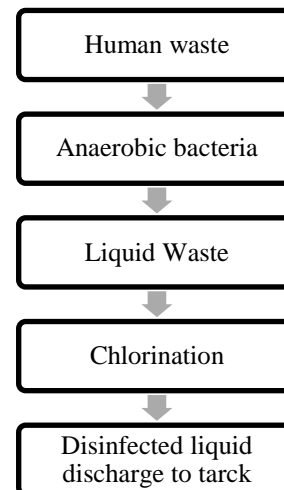 Human waste
Anaerobic bacteria
Liquid Waste
Chlorination
Disinfected liquid
discharge to tarck